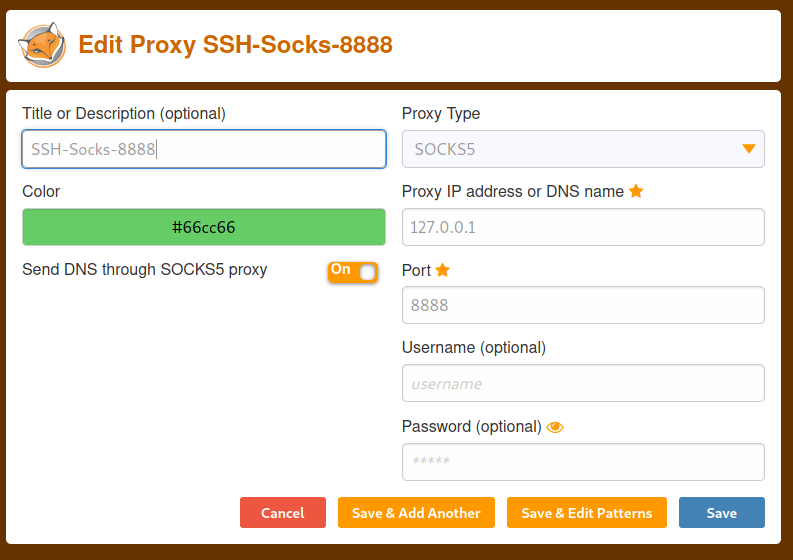 Edit Proxy SSH-Socks-8888
Title or Description (optional)
SSH-Socks-8888
Color
#66cc66
Send DNS through SOCKS5 proxy
On
Proxy Type
SOCKS5
Proxy IP address or DNS name
127.0.0.1
Port
8888
Username (optional)
username
Password (optional)
*****
Cancel
Save & Add Another
Save & Edit Patterns
Save